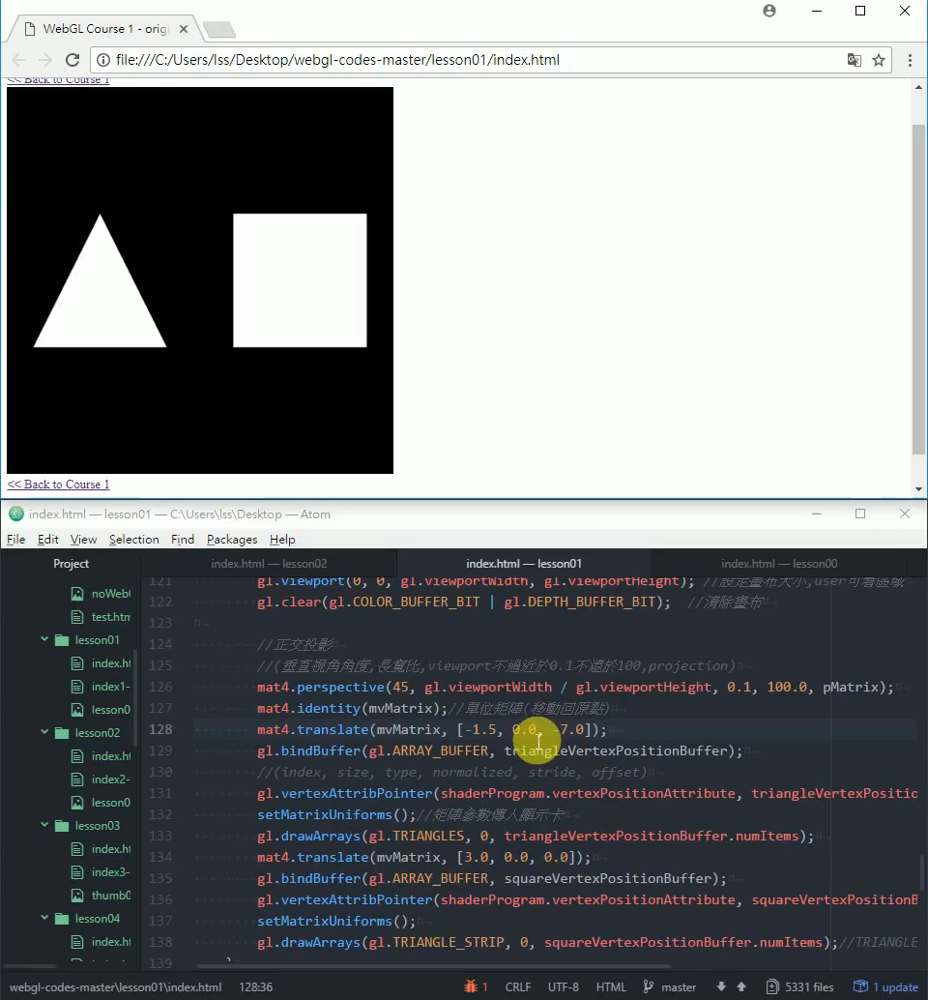 WebGL Course 1 - orig
file:///C:/Users/lss/Desktop/webgl-codes-master/lesson01/index.html
<< Back to Course 1
<< Back to Course 1
index.html — lesson01 — C:\Users\lss\Desktop — Atom
File Edit View Selection Find Packages Help
Project
index.html — lesson02
index.html — lesson01
index.html — lesson00
noWeb
test.htm
lesson01
index.ht
index1-
lesson0
lesson02
index.ht
index2-
lesson0
lesson03
index.ht
index3-
thumb0
lesson04
index.ht
121 gl.viewport(0, 0, gl.viewportWidth, gl.viewportHeight); //設定畫布大小,user可看區域
122 gl.clear(gl.COLOR_BUFFER_BIT | gl.DEPTH_BUFFER_BIT); //清除畫布
123
124 //正交投影
125 //(垂直視角角度,長寬比,viewport不過近於0.1不遠於100,projection)
126 mat4.perspective(45, gl.viewportWidth / gl.viewportHeight, 0.1, 100.0, pMatrix);
127 mat4.identity(mvMatrix);//單位矩陣(移動回原點)
128 mat4.translate(mvMatrix, [-1.5, 0.0, -7.0]);
129 gl.bindBuffer(gl.ARRAY_BUFFER, triangleVertexPositionBuffer);
130 //(index, size, type, normalized, stride, offset)
131 gl.vertexAttribPointer(shaderProgram.vertexPositionAttribute, triangleVertexPositio
132 setMatrixUniforms();//矩陣參數傳入顯示卡
133 gl.drawArrays(gl.TRIANGLES, 0, triangleVertexPositionBuffer.numItems);
134 mat4.translate(mvMatrix, [3.0, 0.0, 0.0]);
135 gl.bindBuffer(gl.ARRAY_BUFFER, squareVertexPositionBuffer);
136 gl.vertexAttribPointer(shaderProgram.vertexPositionAttribute, squareVertexPositionB
137 setMatrixUniforms();
138 gl.drawArrays(gl.TRIANGLE_STRIP, 0, squareVertexPositionBuffer.numItems);//TRIANGLE
139 }
webgl-codes-master\lesson01\index.html 128:36 1 CRLF UTF-8 HTML master 5331 files 1 update